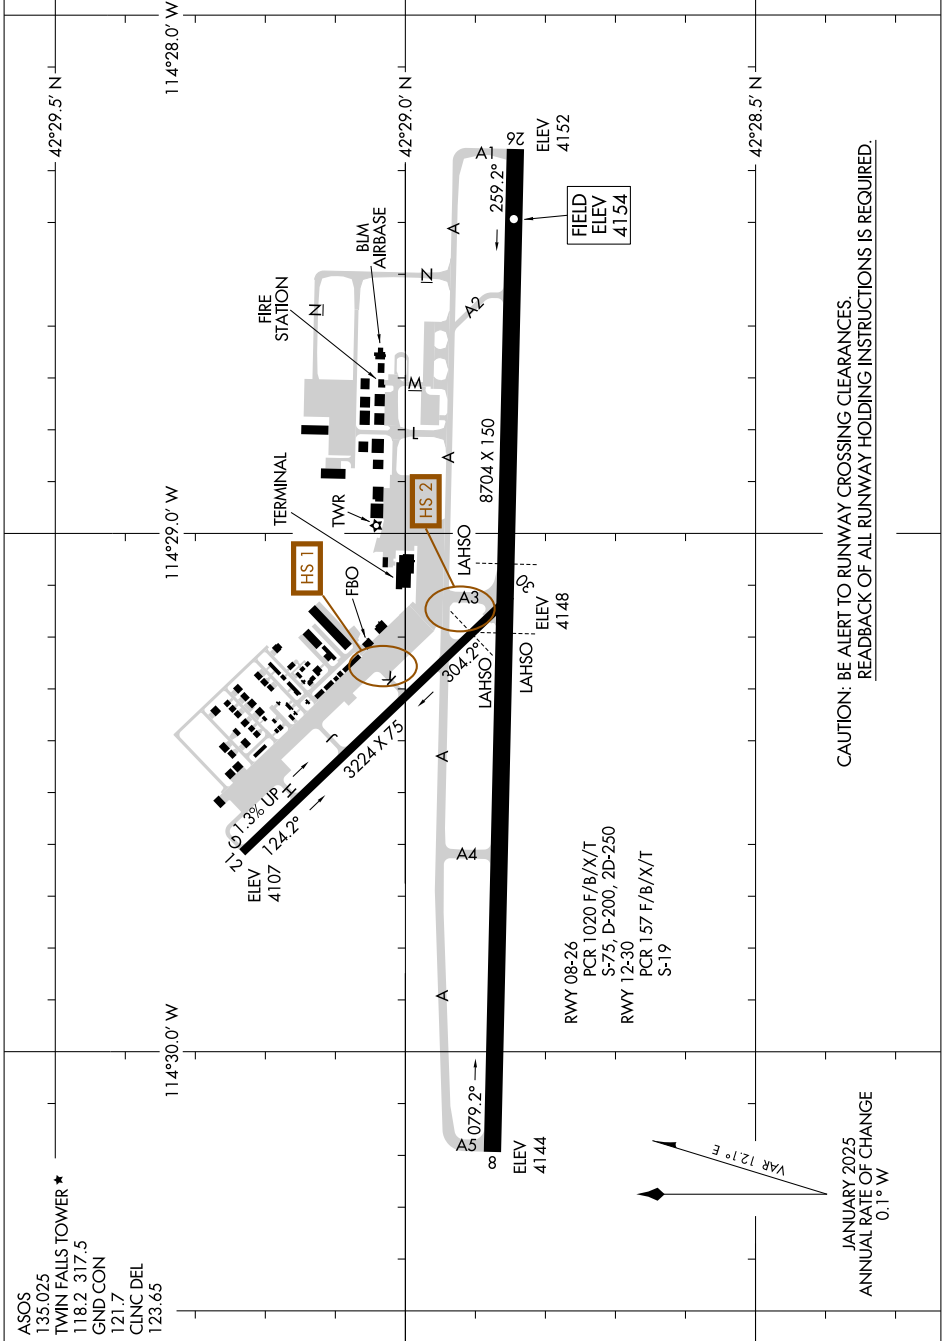 ASOS
135.025
TWIN FALLS TOWER ★
118.2 317.5
GND CON
121.7
CLNC DEL
123.65
114°30.0' W
114°29.0' W
114°28.0' W
42°29.5' N
42°29.0' N
42°28.5' N
HS 1
HS 2
TERMINAL
TWR
FBO
FIRE
STATION
BLM
AIRBASE
N
N
M
L
K
J
H
G
12
ELEV
4107
1.3% UP
124.2°
3224 X 75
304.2°
30
ELEV
4148
LAHSO
LAHSO
LAHSO
A
A
A
A
A1
A2
A3
A4
A5
8
ELEV
4144
079.2°
8704 X 150
259.2°
26
ELEV
4152
FIELD
ELEV
4154
RWY 08-26
PCR 1020 F/B/X/T
S-75, D-200, 2D-250
RWY 12-30
PCR 157 F/B/X/T
S-19
VAR 12.1° E
JANUARY 2025
ANNUAL RATE OF CHANGE
0.1° W
CAUTION: BE ALERT TO RUNWAY CROSSING CLEARANCES.
READBACK OF ALL RUNWAY HOLDING INSTRUCTIONS IS REQUIRED.